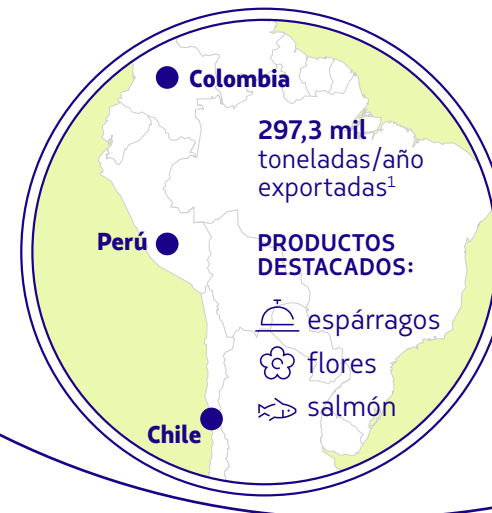 Colombia
297,3 mil
toneladas/año
exportadas¹
Perú
PRODUCTOS
DESTACADOS:
espárragos
flores
salmón
Chile